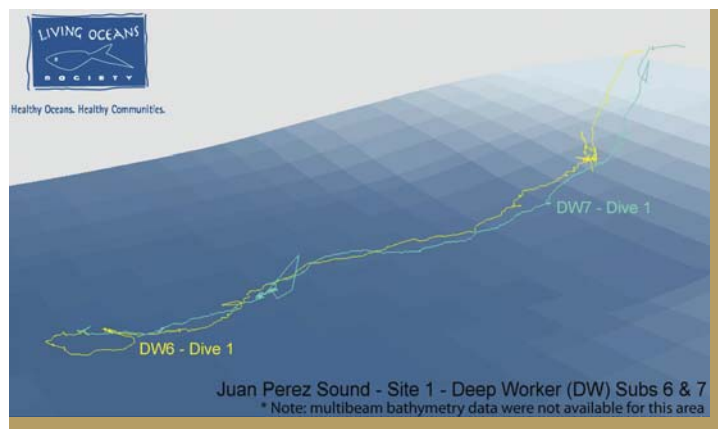 LIVING OCEANS
SOCIETY
Healthy Oceans. Healthy Communities.
DW7 - Dive 1
DW6 - Dive 1
Juan Perez Sound - Site 1 - Deep Worker (DW) Subs 6 & 7
* Note: multibeam bathymetry data were not available for this area